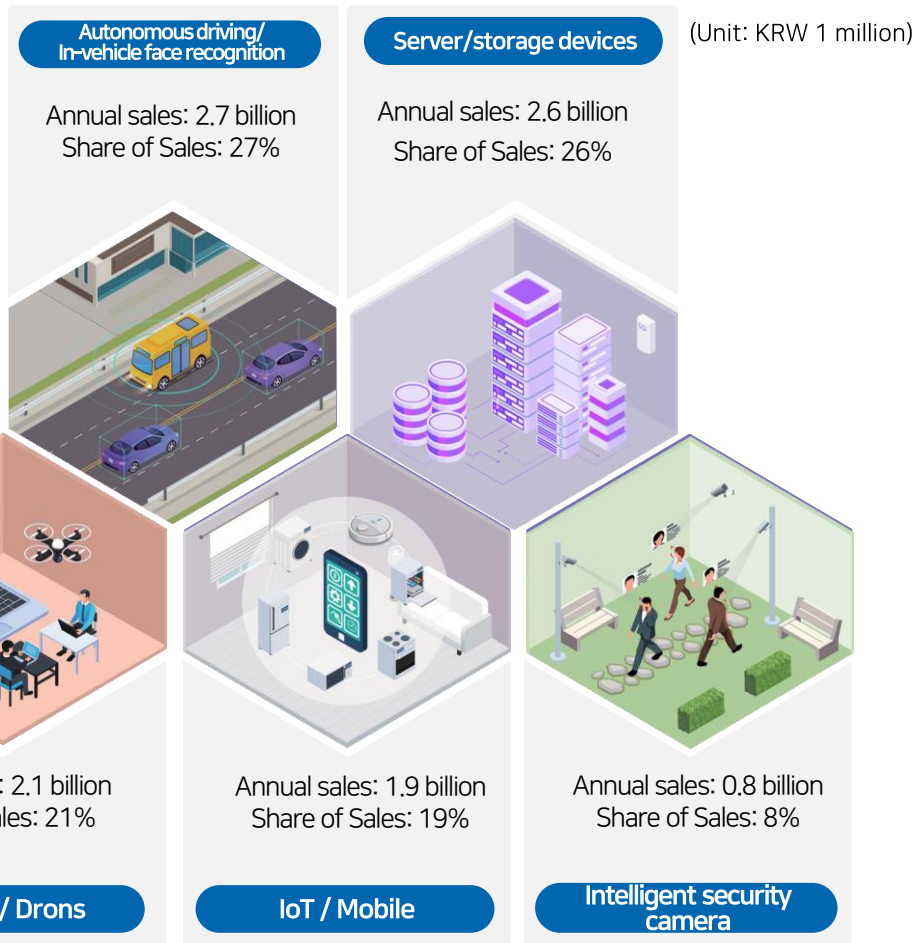 Autonomous driving/
In-vehicle face recognition
Annual sales: 2.7 billion
Share of Sales: 27%
Server/storage devices
Annual sales: 2.6 billion
Share of Sales: 26%
(Unit: KRW 1 million)
: 2.1 billion
ales: 21%
/ Drons
Annual sales: 1.9 billion
Share of Sales: 19%
IoT / Mobile
Annual sales: 0.8 billion
Share of Sales: 8%
Intelligent security
camera